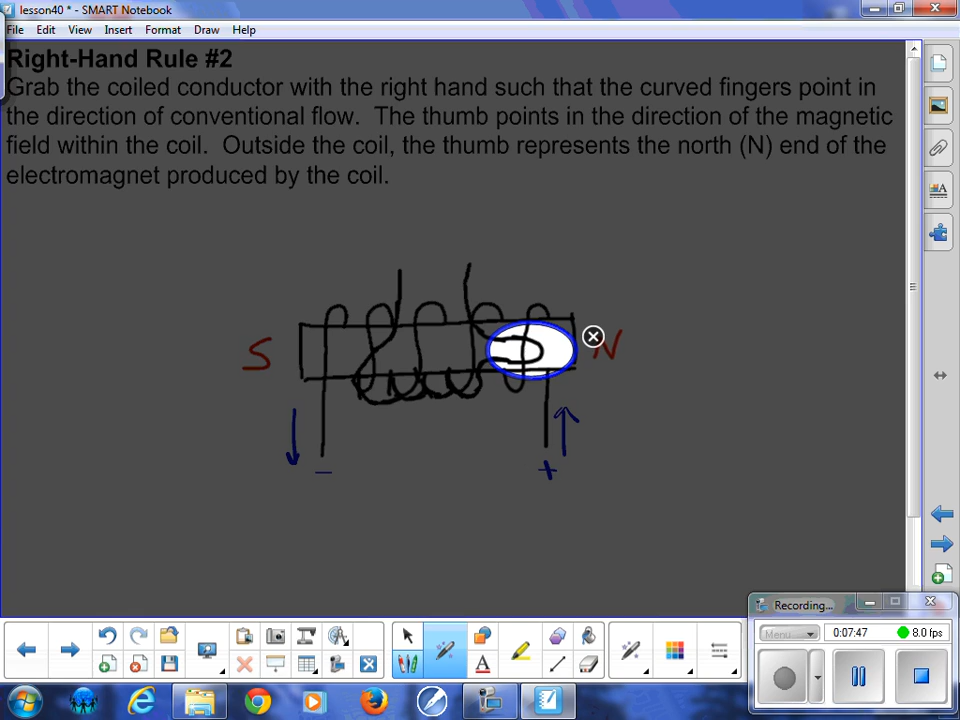 lesson40 * - SMART Notebook
File Edit View Insert Format Draw Help
Right-Hand Rule #2
Grab the coiled conductor with the right hand such that the curved fingers point in
the direction of conventional flow. The thumb points in the direction of the magnetic
field within the coil. Outside the coil, the thumb represents the north (N) end of the
electromagnet produced by the coil.
S N
- +
Recording...
Menu 0:07:47 8.0 fps